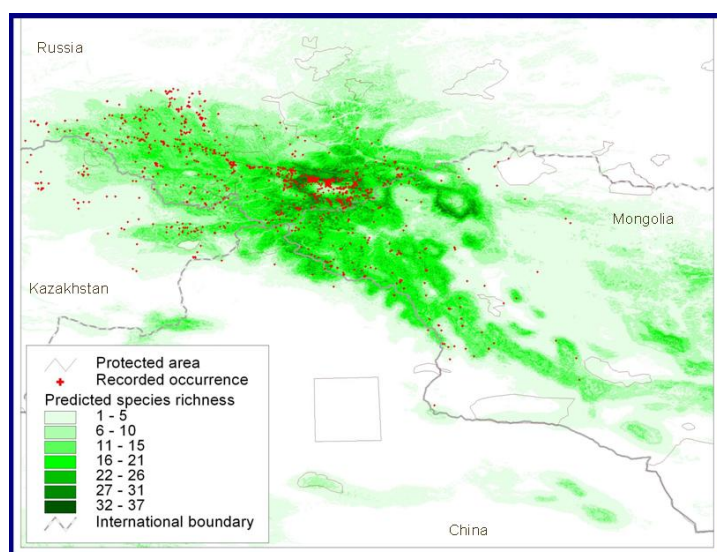 Russia
Mongolia
Kazakhstan
Protected area
Recorded occurrence
Predicted species richness
1 - 5
6 - 10
11 - 15
16 - 21
22 - 26
27 - 31
32 - 37
International boundary
China